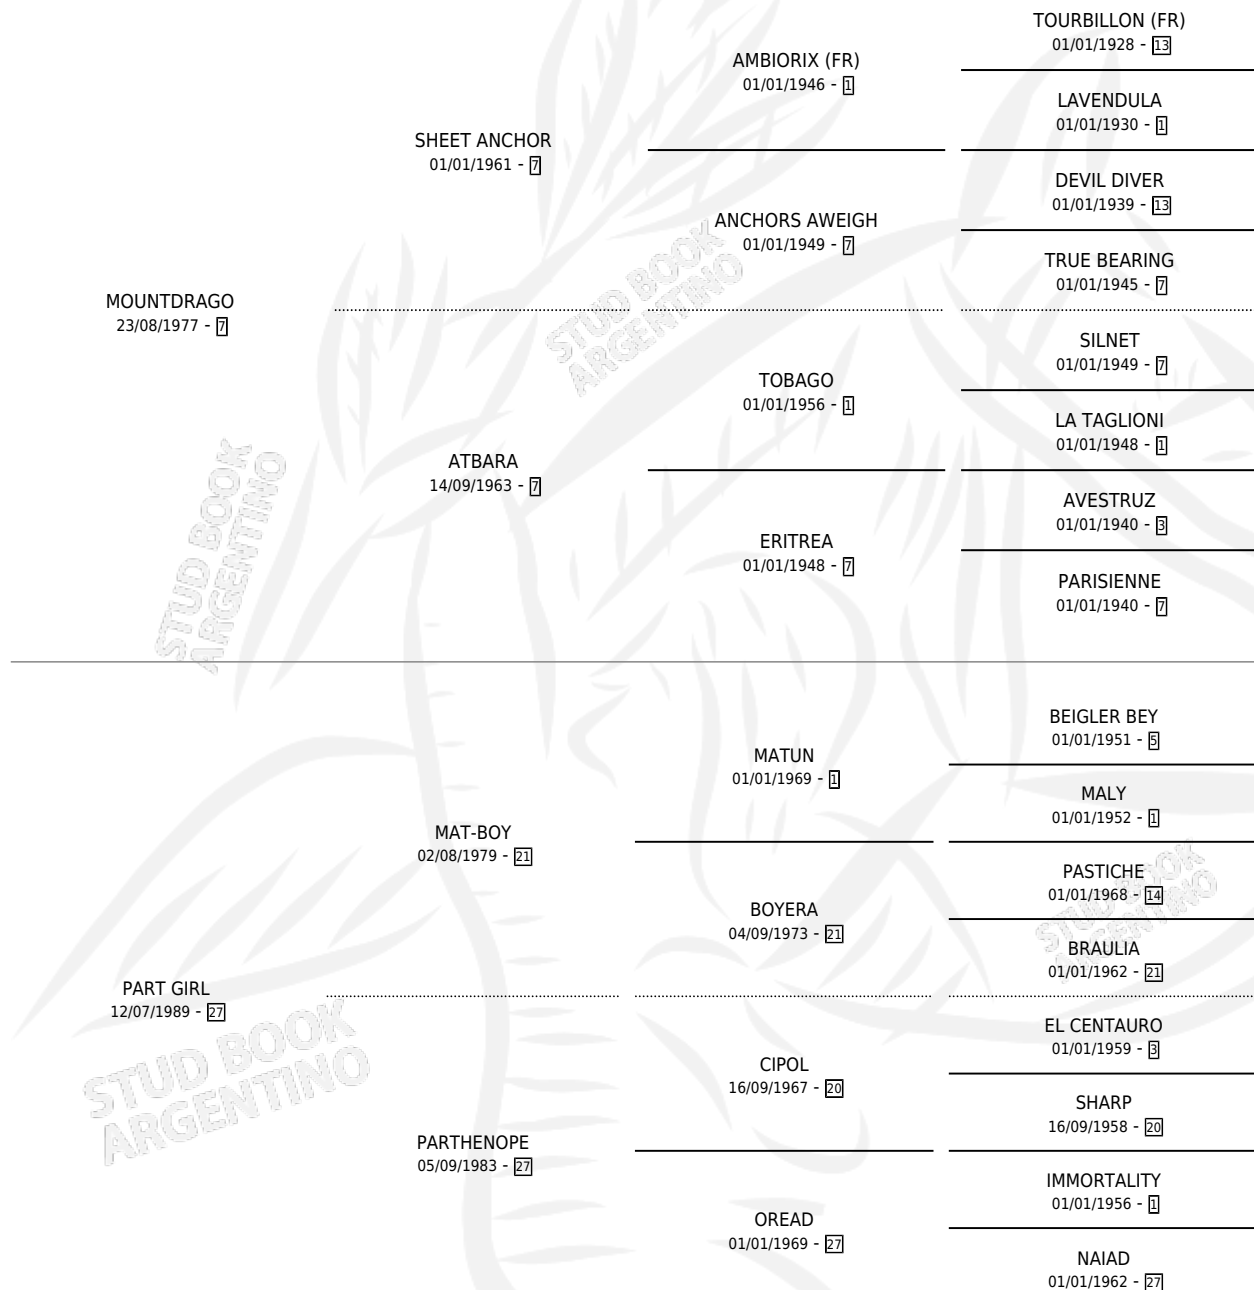 TOURBILLON (FR)
01/01/1928 - 13
AMBIORIX (FR)
01/01/1946 - 1
LAVENDULA
01/01/1930 - 1
SHEET ANCHOR
01/01/1961 - 7
DEVIL DIVER
01/01/1939 - 13
ANCHORS AWEIGH
01/01/1949 - 7
TRUE BEARING
01/01/1945 - 7
MOUNTDRAGO
23/08/1977 - 7
SILNET
01/01/1949 - 7
TOBAGO
01/01/1956 - 1
LA TAGLIONI
01/01/1948 - 1
ATBARA
14/09/1963 - 7
AVESTRUZ
01/01/1940 - 3
ERITREA
01/01/1948 - 7
PARISIENNE
01/01/1940 - 7
BEIGLER BEY
01/01/1951 - 5
MATUN
01/01/1969 - 1
MALY
01/01/1952 - 1
MAT-BOY
02/08/1979 - 21
PASTICHE
01/01/1968 - 14
BOYERA
04/09/1973 - 21
BRAULIA
01/01/1962 - 21
PART GIRL
12/07/1989 - 27
EL CENTAURO
01/01/1959 - 3
CIPOL
16/09/1967 - 20
SHARP
16/09/1958 - 20
PARTHENOPE
05/09/1983 - 27
IMMORTALITY
01/01/1956 - 1
OREAD
01/01/1969 - 27
NAIAD
01/01/1962 - 27
STUD BOOK
ARGENTINO
STUD BOOK
ARGENTINO
STUD BOOK
ARGENTINO
STUD BOOK
ARGENTINO